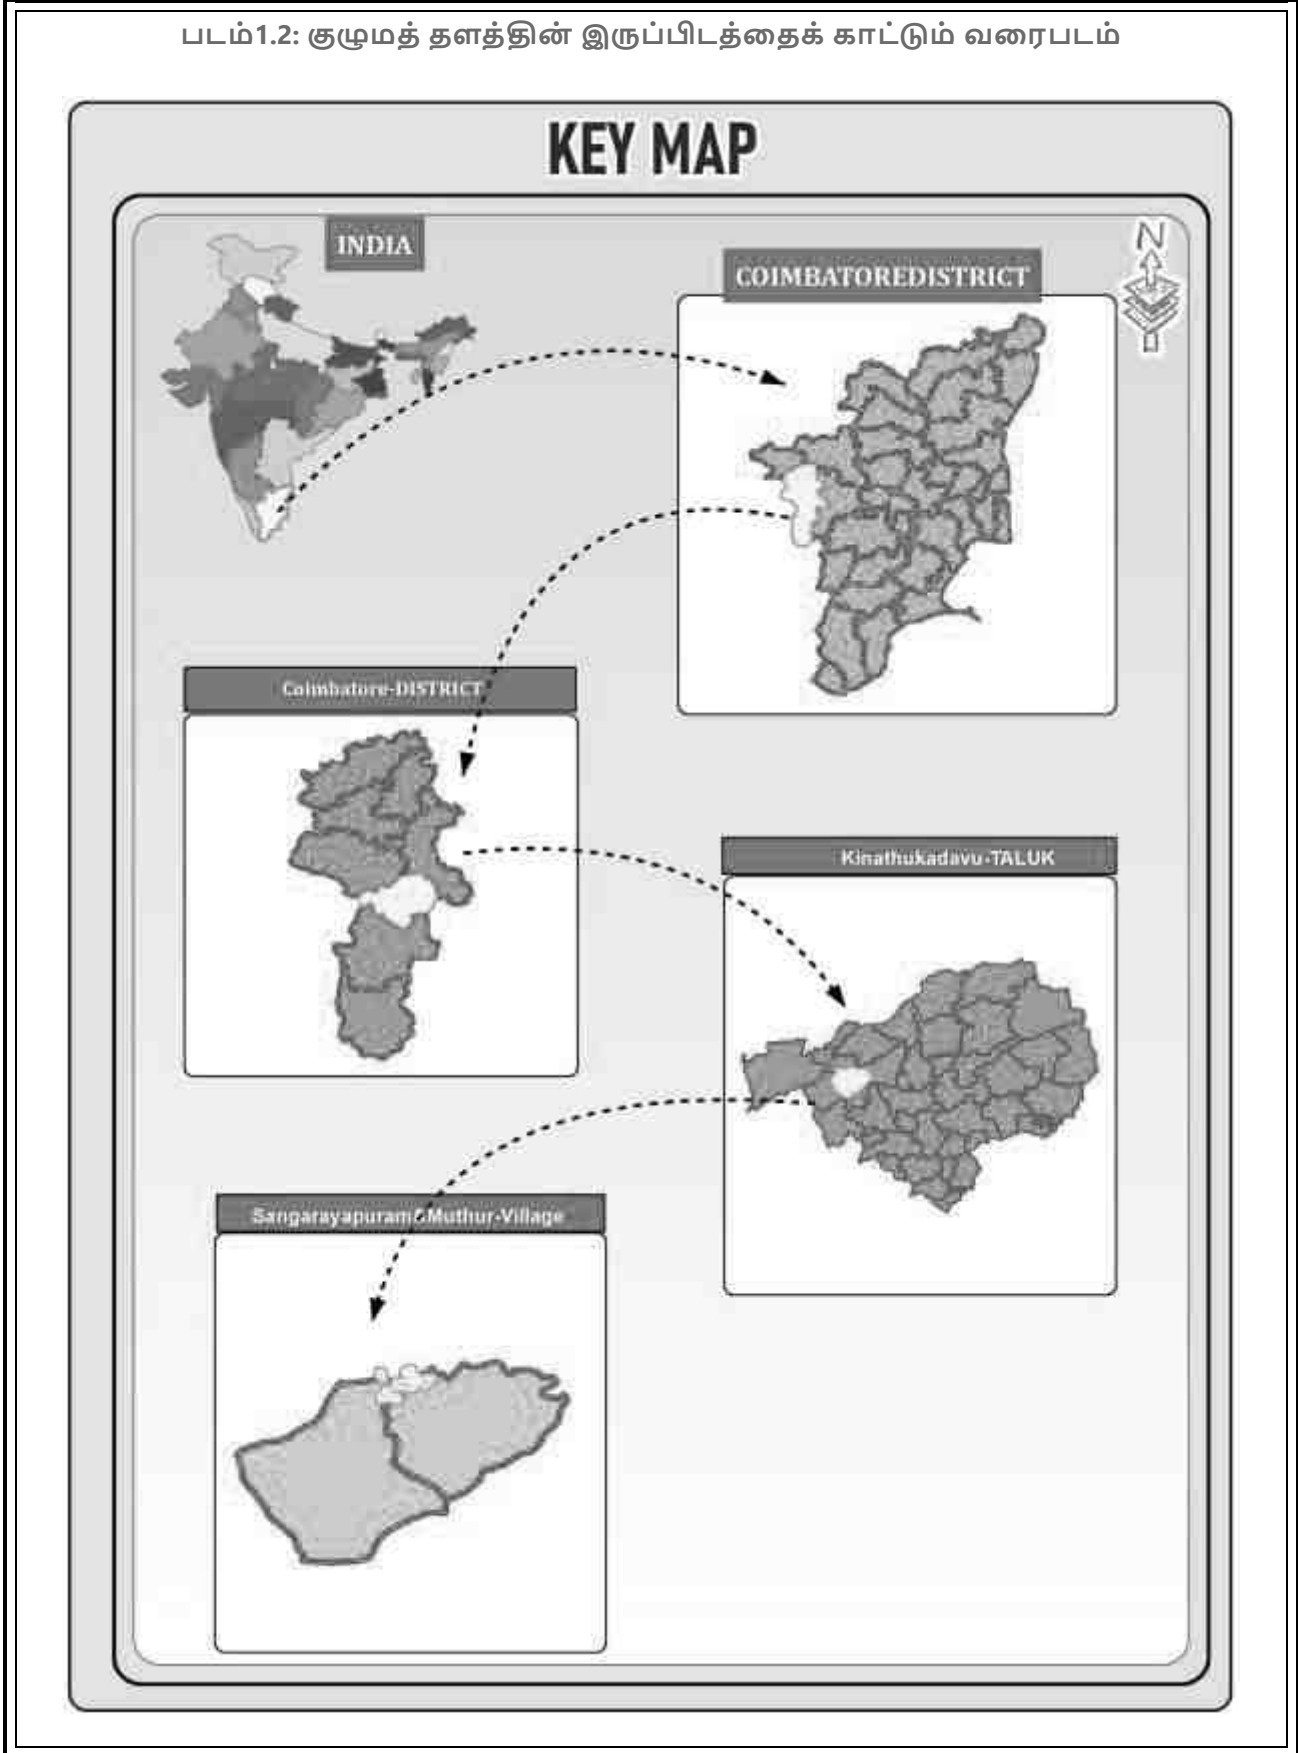 படம்1.2: குழுமத் தளத்தின் இருப்பிடத்தைக் காட்டும் வரைபடம்
KEY MAP
INDIA
N
COIMBATOREDISTRICT
Coimbatore-DISTRICT
Kinathukadavu-TALUK
Sangarayapuram&Muthur-Village